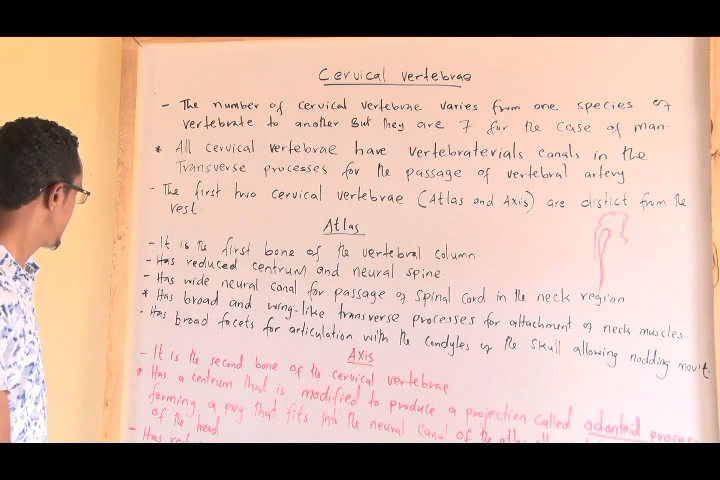 Cervical vertebrae
- The number of cervical vertebrae varies from one species of
vertebrate to another but they are 7 for the case of man-
* All cervical vertebrae have vertebraterials canals in the
Transverse processes for the passage of vertebral artery
- The first two cervical vertebrae (Atlas and Axis) are distict from the
rest.
Atlas
- It is the first bone of the vertebral column.
- Has reduced centrum and neural spine.
- Has wide neural canal for passage of spinal cord in the neck region
* Has broad and wing-like transverse processes for attachment of neck muscles.
- Has broad facets for articulation with the condyles of the skull allowing nodding mov't
Axis
- It is the second bone of the cervical vertebrae
* Has a centrum that is modified to produce a projection called odontoid process
forming a peg that fits into the neural canal of the
of the head
- Has